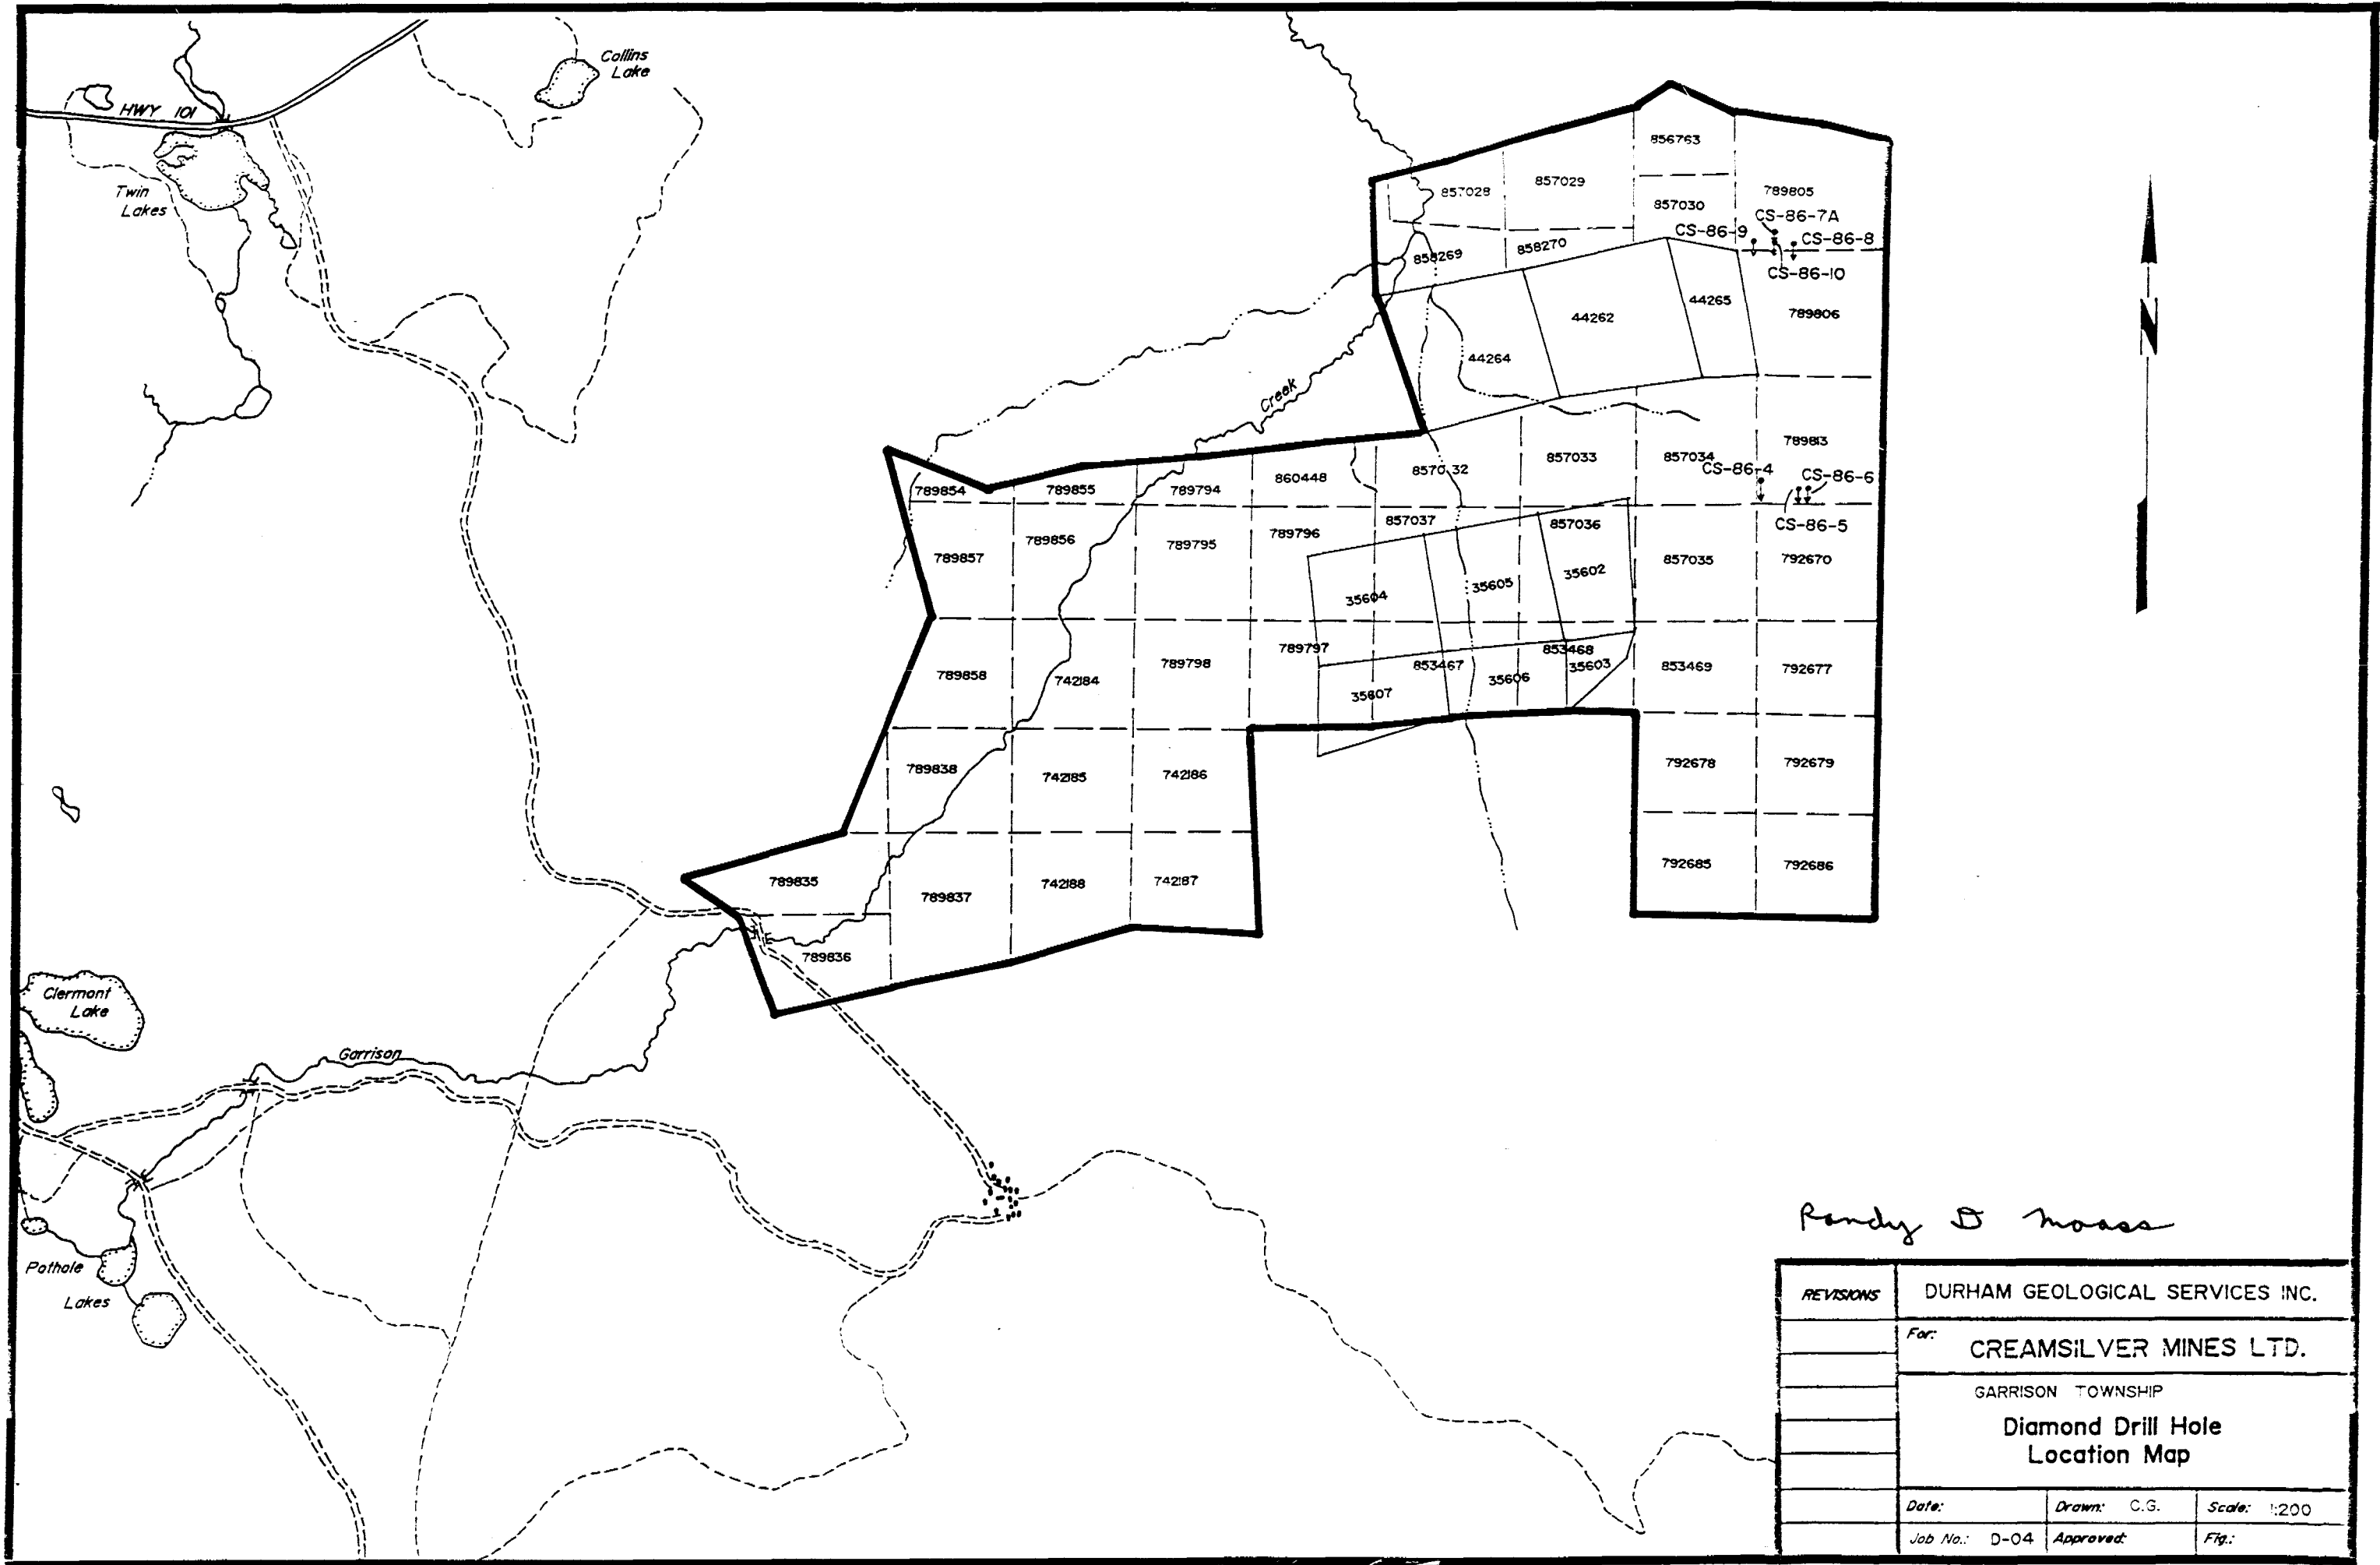 Collins
Lake
HWY 101
Twin
Lakes
856763
857028
857029
789805
857030
CS-86-7A
CS-86-9
CS-86-8
858269
858270
CS-86-10
44265
44262
789806
44264
N
Creek
789813
857032
857033
857034
CS-86-4
CS-86-6
860448
789854
789855
789794
CS-86-5
857037
857036
789796
789856
789795
789857
857035
792670
35602
35605
35604
789797
853468
789798
853467
35603
853469
792677
789858
742184
35606
35607
789838
742185
742186
792678
792679
789835
742188
742187
789837
792685
792686
789836
Clermont
Lake
Garrison
Pothole
Lakes
Randy D Maass
REVISIONS
DURHAM GEOLOGICAL SERVICES INC.
For:
CREAMSILVER MINES LTD.
GARRISON TOWNSHIP
Diamond Drill Hole
Location Map
Date:
Drawn: C.G.
Scale: 1:200
Job No.: D-04
Approved:
Fig.: